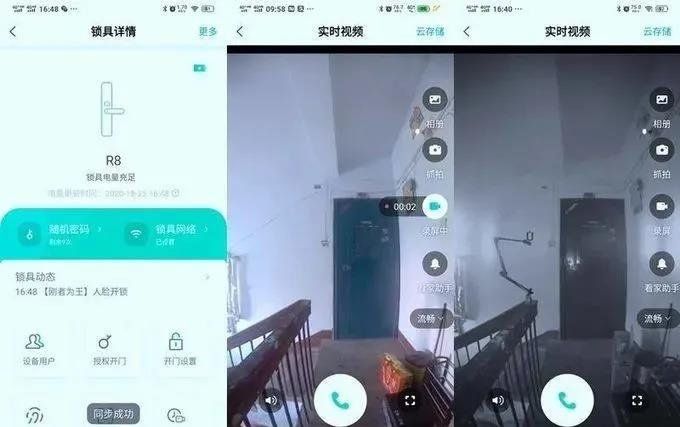 16:48
锁具详情
更多
R8
锁具电量充足
随机密码
锁具网络
已设置
锁具动态
16:48 【刚者为王】人脸开锁
设备用户
授权开门
开门设置
同步成功
09:58
实时视频
云存储
相册
抓拍
00:02
录屏中
看家助手
流畅
16:40
实时视频
云存储
相册
抓拍
录屏
看家助手
流畅